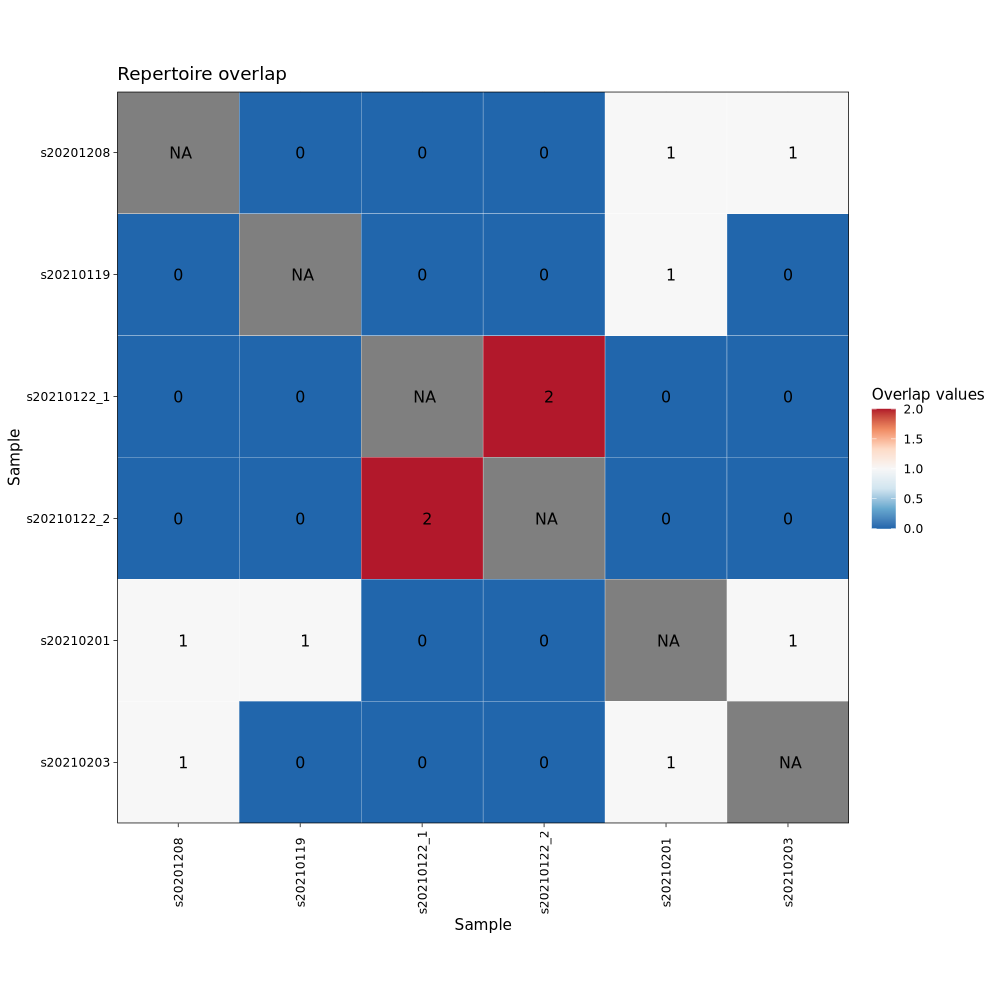 Repertoire overlap
s20201208 NA 0 0 0 1 1
s20210119 0 NA 0 0 1 0
s20210122_1 0 0 NA 2 0 0
s20210122_2 0 0 2 NA 0 0
s20210201 1 1 0 0 NA 1
s20210203 1 0 0 0 1 NA
Sample
s20201208 s20210119 s20210122_1 s20210122_2 s20210201 s20210203
Sample
Overlap values
2.0
1.5
1.0
0.5
0.0